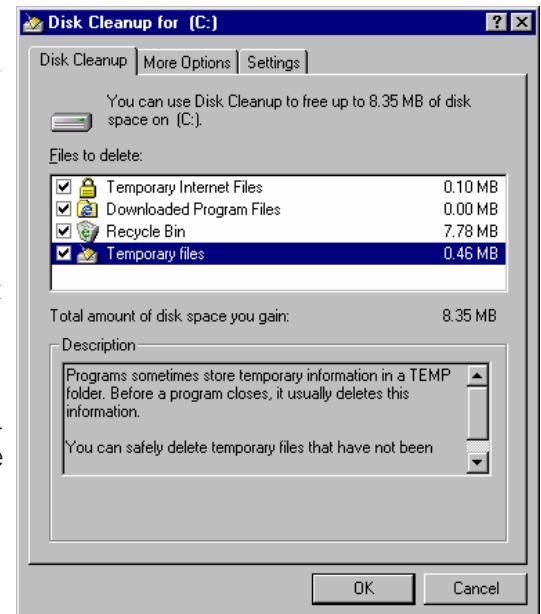 Disk Cleanup for (C:)
Disk Cleanup More Options Settings
You can use Disk Cleanup to free up to 8.35 MB of disk
space on (C:).
Files to delete:
Temporary Internet Files 0.10 MB
Downloaded Program Files 0.00 MB
Recycle Bin 7.78 MB
Temporary files 0.46 MB
Total amount of disk space you gain: 8.35 MB
Description
Programs sometimes store temporary information in a TEMP
folder. Before a program closes, it usually deletes this
information.
You can safely delete temporary files that have not been
OK Cancel